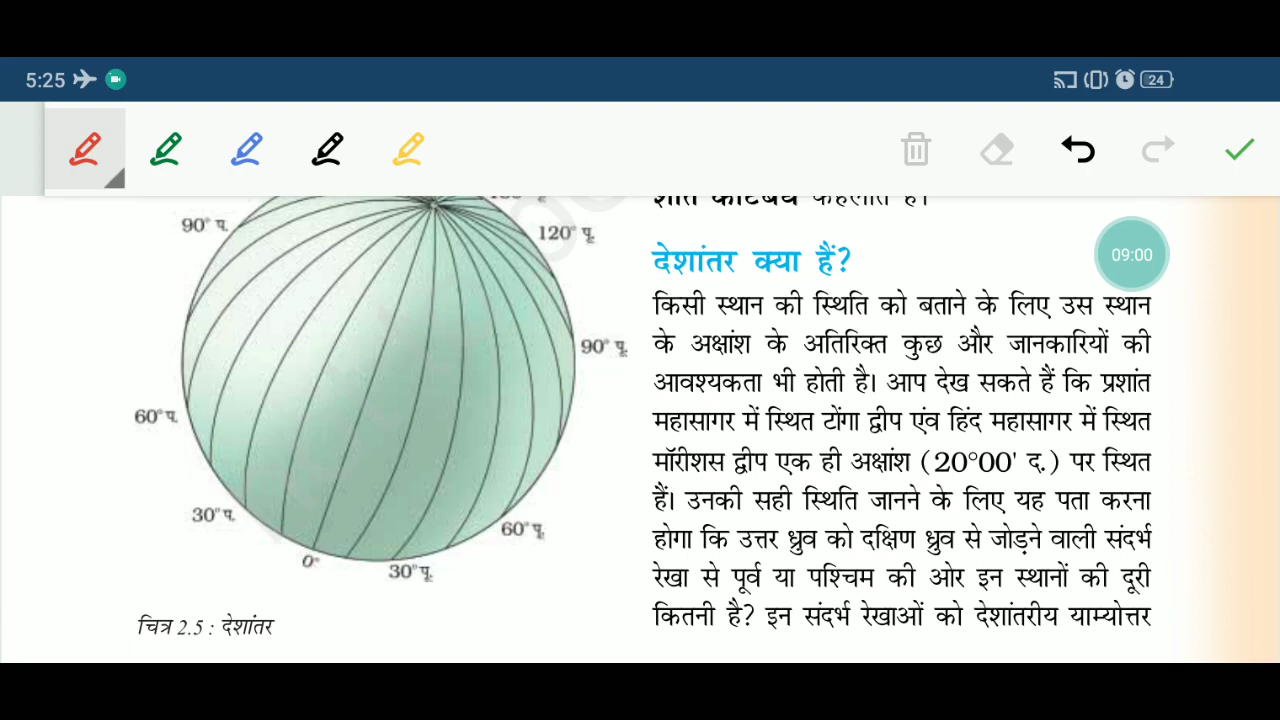 5:25
24
शीत कटिबंध कहलाते हैं।
90° प.
120° पू.
09:00
देशांतर क्या हैं?
किसी स्थान की स्थिति को बताने के लिए उस स्थान
के अक्षांश के अतिरिक्त कुछ और जानकारियों की
90° पू.
आवश्यकता भी होती है। आप देख सकते हैं कि प्रशांत
60° प.
महासागर में स्थित टोंगा द्वीप एंव हिंद महासागर में स्थित
मॉरीशस द्वीप एक ही अक्षांश (20°00' द.) पर स्थित
हैं। उनकी सही स्थिति जानने के लिए यह पता करना
30° प.
60° पू.
होगा कि उत्तर ध्रुव को दक्षिण ध्रुव से जोड़ने वाली संदर्भ
0°
30° पू.
रेखा से पूर्व या पश्चिम की ओर इन स्थानों की दूरी
कितनी है? इन संदर्भ रेखाओं को देशांतरीय याम्योत्तर
चित्र 2.5 : देशांतर